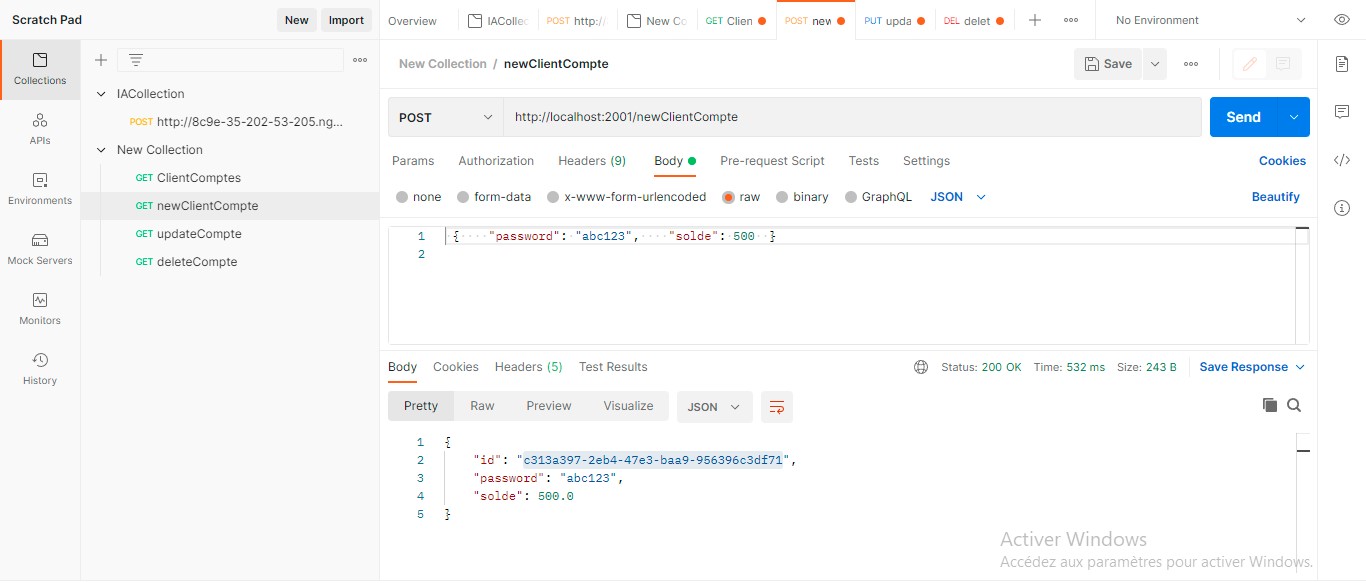 Scratch Pad
New
Import
Overview
IACollec
POST http:/
New Co
GET Clien
POST new
PUT upda
DEL delet
No Environment
Collections
APIs
Environments
Mock Servers
Monitors
History
IACollection
POST http://8c9e-35-202-53-205.ng...
New Collection
GET ClientComptes
GET newClientCompte
GET updateCompte
GET deleteCompte
New Collection / newClientCompte
Save
POST
http://localhost:2001/newClientCompte
Send
Params
Authorization
Headers (9)
Body
Pre-request Script
Tests
Settings
Cookies
none
form-data
x-www-form-urlencoded
raw
binary
GraphQL
JSON
Beautify
1 { "password": "abc123", "solde": 500 }
2
Body
Cookies
Headers (5)
Test Results
Status: 200 OK
Time: 532 ms
Size: 243 B
Save Response
Pretty
Raw
Preview
Visualize
JSON
1 {
2 "id": "c313a397-2eb4-47e3-baa9-956396c3df71",
3 "password": "abc123",
4 "solde": 500.0
5 }
Activer Windows
Accédez aux paramètres pour activer Windows.